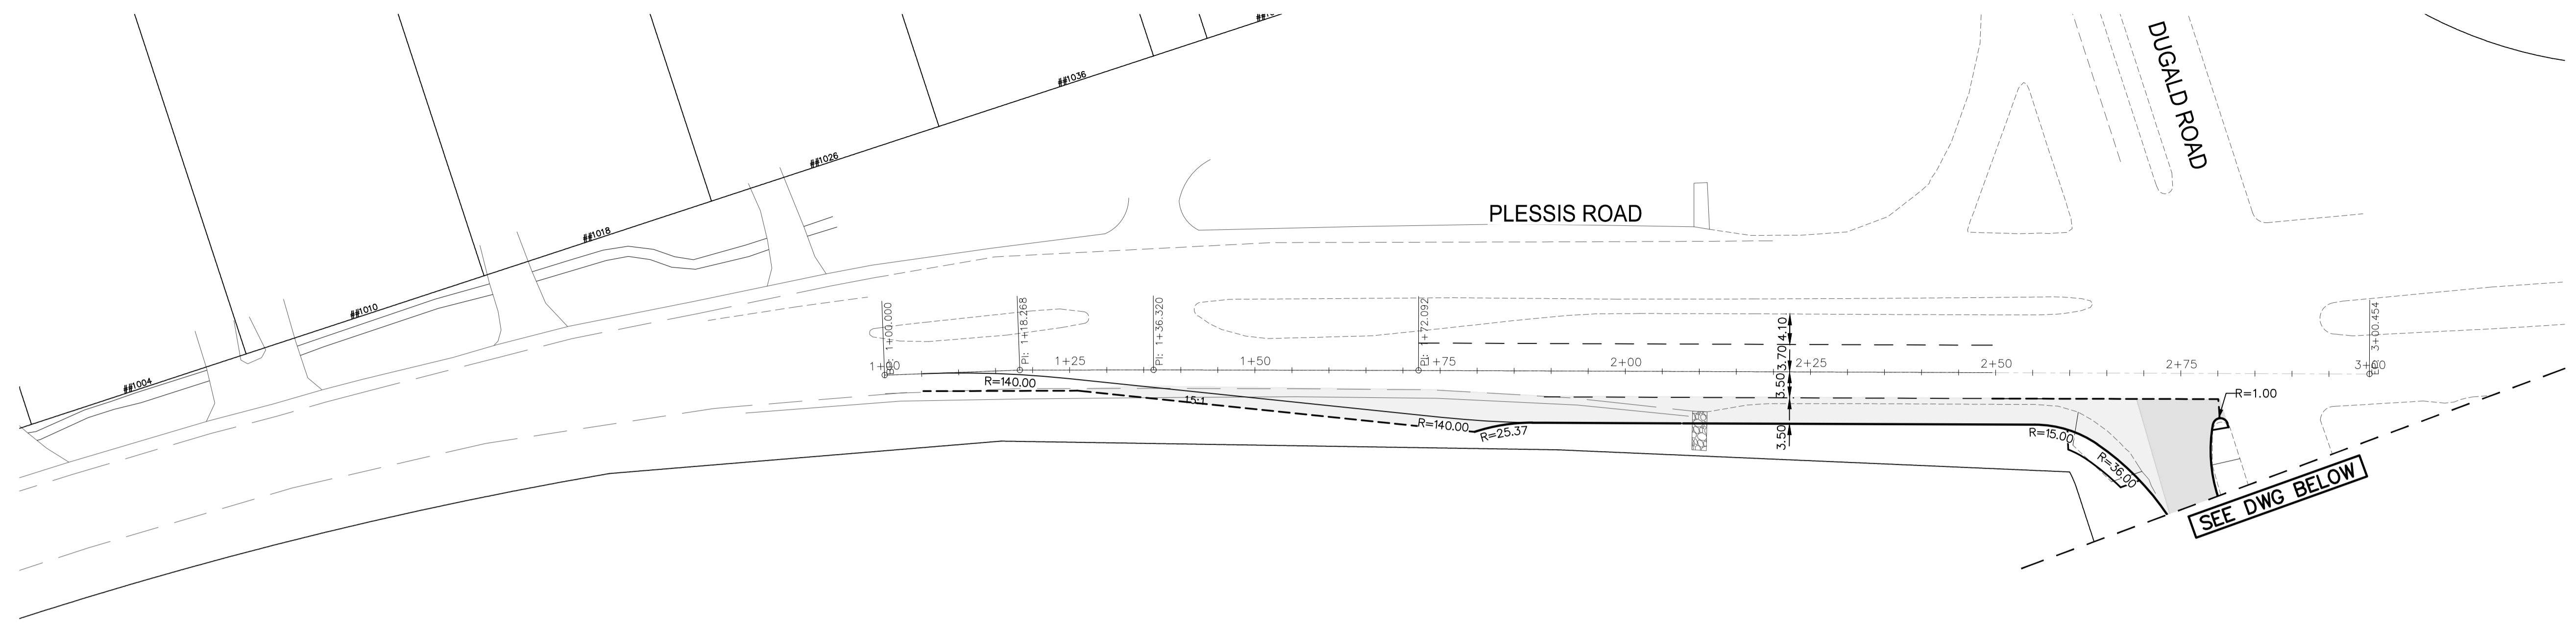 ##1036
##1026
##1018
##1010
##1004
DUGALD ROAD
PLESSIS ROAD
1+00.000
PI: 1+18.268
PI: 1+36.320
PI: 1+72.092
3+00.454
1+00
1+25
1+50
1+75
2+00
2+25
2+50
2+75
3+00
4.10
3.70
3.50
3.50
R=140.00
15:1
R=140.00
R=25.37
R=15.00
R=36.00
R=1.00
SEE DWG BELOW